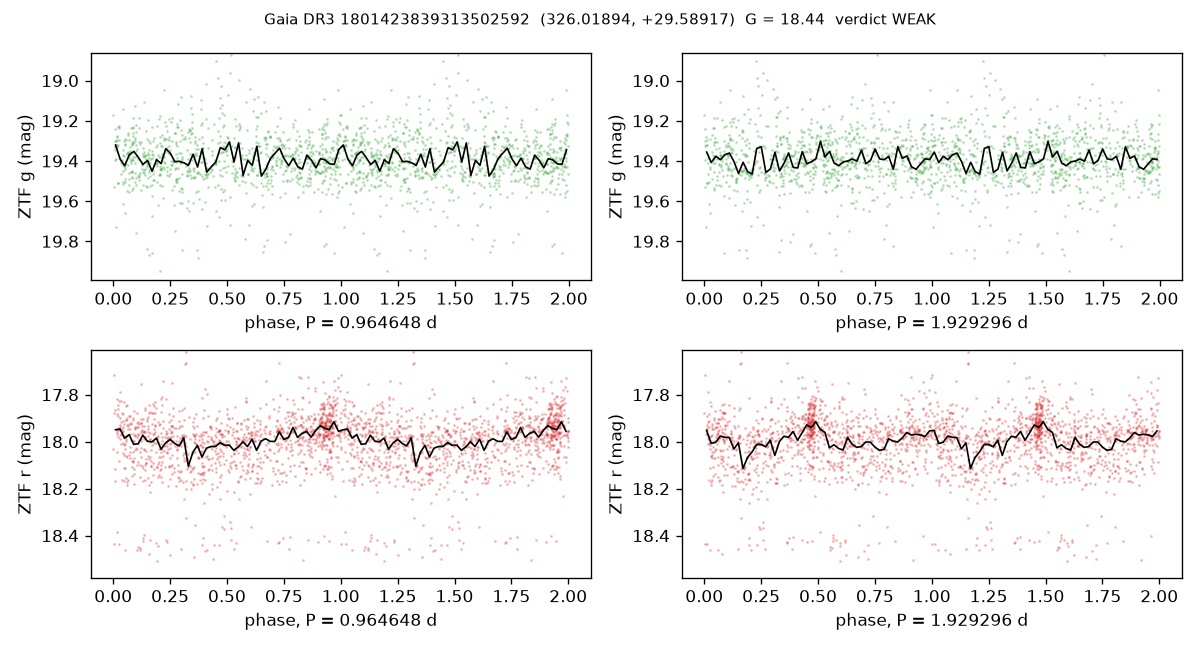 Gaia DR3 1801423839313502592  (326.01894, +29.58917)  G = 18.44  verdict WEAK
ZTF g (mag)
19.0
19.2
19.4
19.6
19.8
0.00 0.25 0.50 0.75 1.00 1.25 1.50 1.75 2.00
phase, P = 0.964648 d
ZTF g (mag)
19.0
19.2
19.4
19.6
19.8
0.00 0.25 0.50 0.75 1.00 1.25 1.50 1.75 2.00
phase, P = 1.929296 d
ZTF r (mag)
17.8
18.0
18.2
18.4
0.00 0.25 0.50 0.75 1.00 1.25 1.50 1.75 2.00
phase, P = 0.964648 d
ZTF r (mag)
17.8
18.0
18.2
18.4
0.00 0.25 0.50 0.75 1.00 1.25 1.50 1.75 2.00
phase, P = 1.929296 d